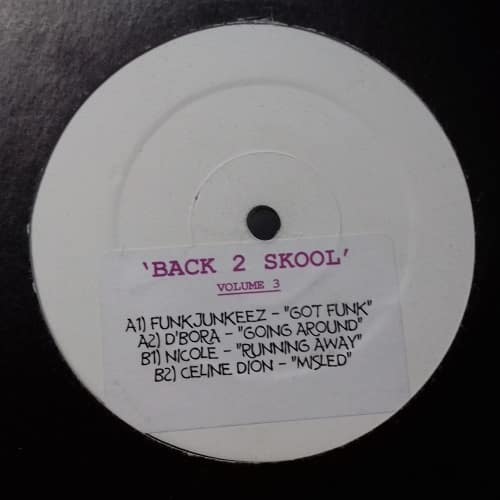 'BACK 2 SKOOL'
VOLUME 3
A1) FUNKJUNKEEZ - "GOT FUNK"
A2) D'BORA - "GOING AROUND"
B1) NICOLE - "RUNNING AWAY"
B2) CELINE DION - "MISLED"